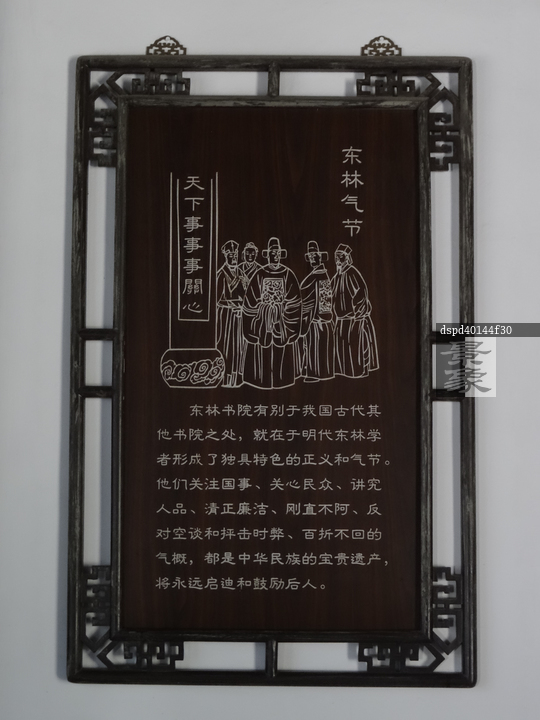 东林气节
天下事事事關心
东林书院有别于我国古代其
他书院之处，就在于明代东林学
者形成了独具特色的正义和气节。
他们关注国事、关心民众、讲究
人品、清正廉洁、刚直不阿、反
对空谈和抨击时弊、百折不回的
气概，都是中华民族的宝贵遗产，
将永远启迪和鼓励后人。
dspd40144f30
景象